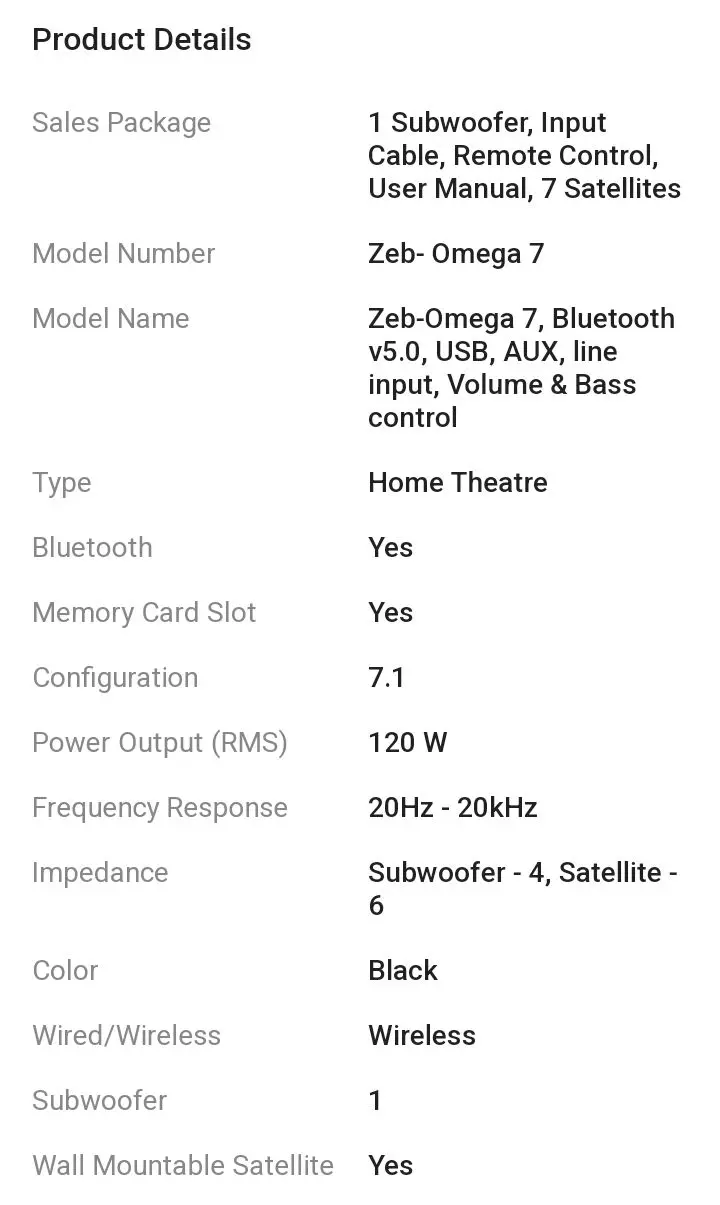 Product Details
Sales Package 1 Subwoofer, Input
Cable, Remote Control,
User Manual, 7 Satellites
Model Number Zeb- Omega 7
Model Name Zeb-Omega 7, Bluetooth
v5.0, USB, AUX, line
input, Volume & Bass
control
Type Home Theatre
Bluetooth Yes
Memory Card Slot Yes
Configuration 7.1
Power Output (RMS) 120 W
Frequency Response 20Hz - 20kHz
Impedance Subwoofer - 4, Satellite -
6
Color Black
Wired/Wireless Wireless
Subwoofer 1
Wall Mountable Satellite Yes